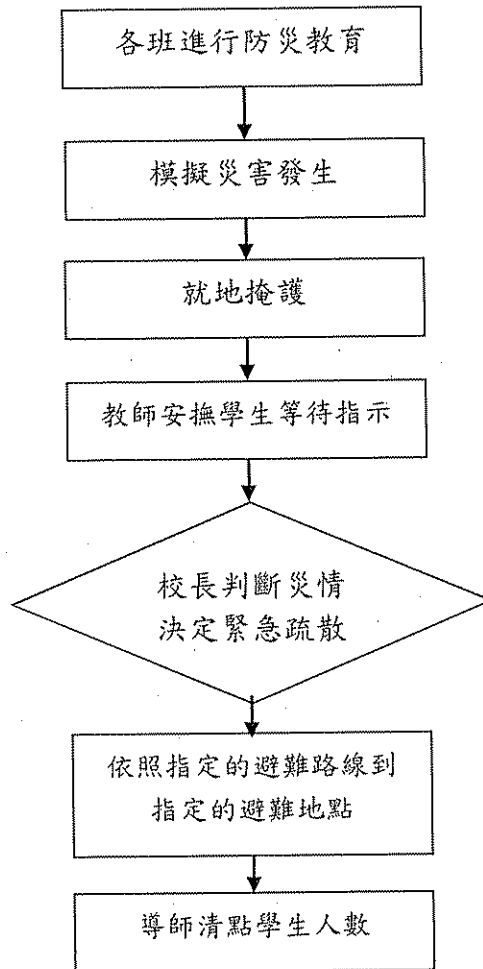 各班進行防災教育
模擬災害發生
就地掩護
教師安撫學生等待指示
校長判斷災情
決定緊急疏散
依照指定的避難路線到
指定的避難地點
導師清點學生人數